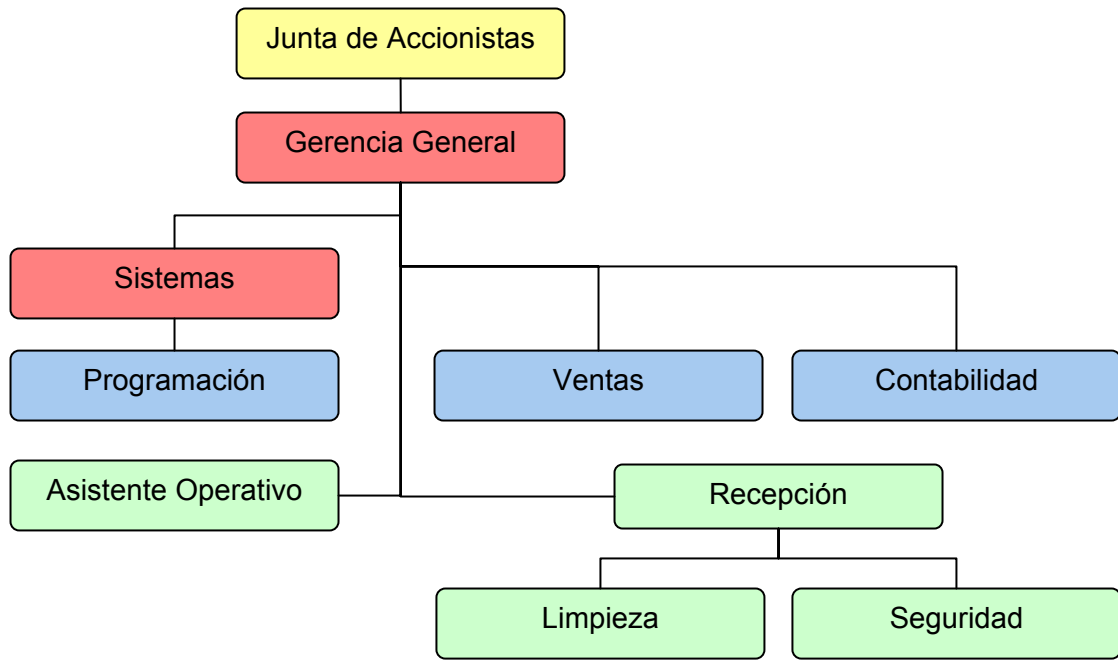 Junta de Accionistas
Gerencia General
Sistemas
Programación
Ventas
Contabilidad
Asistente Operativo
Recepción
Limpieza
Seguridad